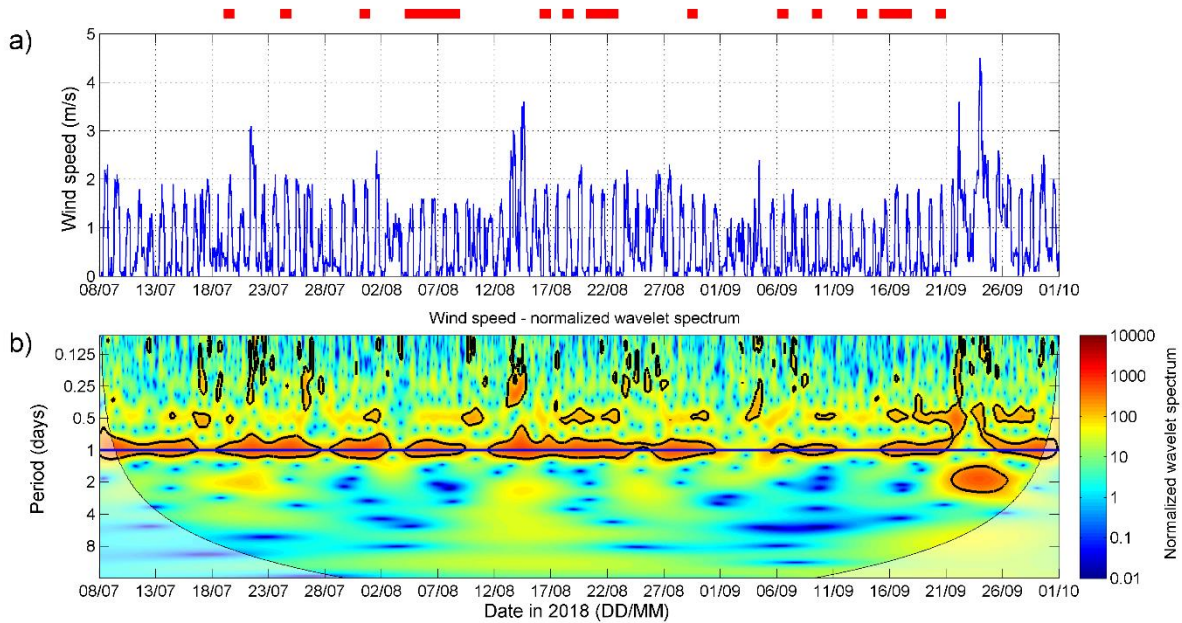 a)
5
4
3
2
1
0
Wind speed (m/s)
08/07 13/07 18/07 23/07 28/07 02/08 07/08 12/08 17/08 22/08 27/08 01/09 06/09 11/09 16/09 21/09 26/09 01/10
Wind speed - normalized wavelet spectrum
b)
0.125
0.25
0.5
1
2
4
8
Period (days)
08/07 13/07 18/07 23/07 28/07 02/08 07/08 12/08 17/08 22/08 27/08 01/09 06/09 11/09 16/09 21/09 26/09 01/10
Date in 2018 (DD/MM)
10000
1000
100
10
1
0.1
0.01
Normalized wavelet spectrum